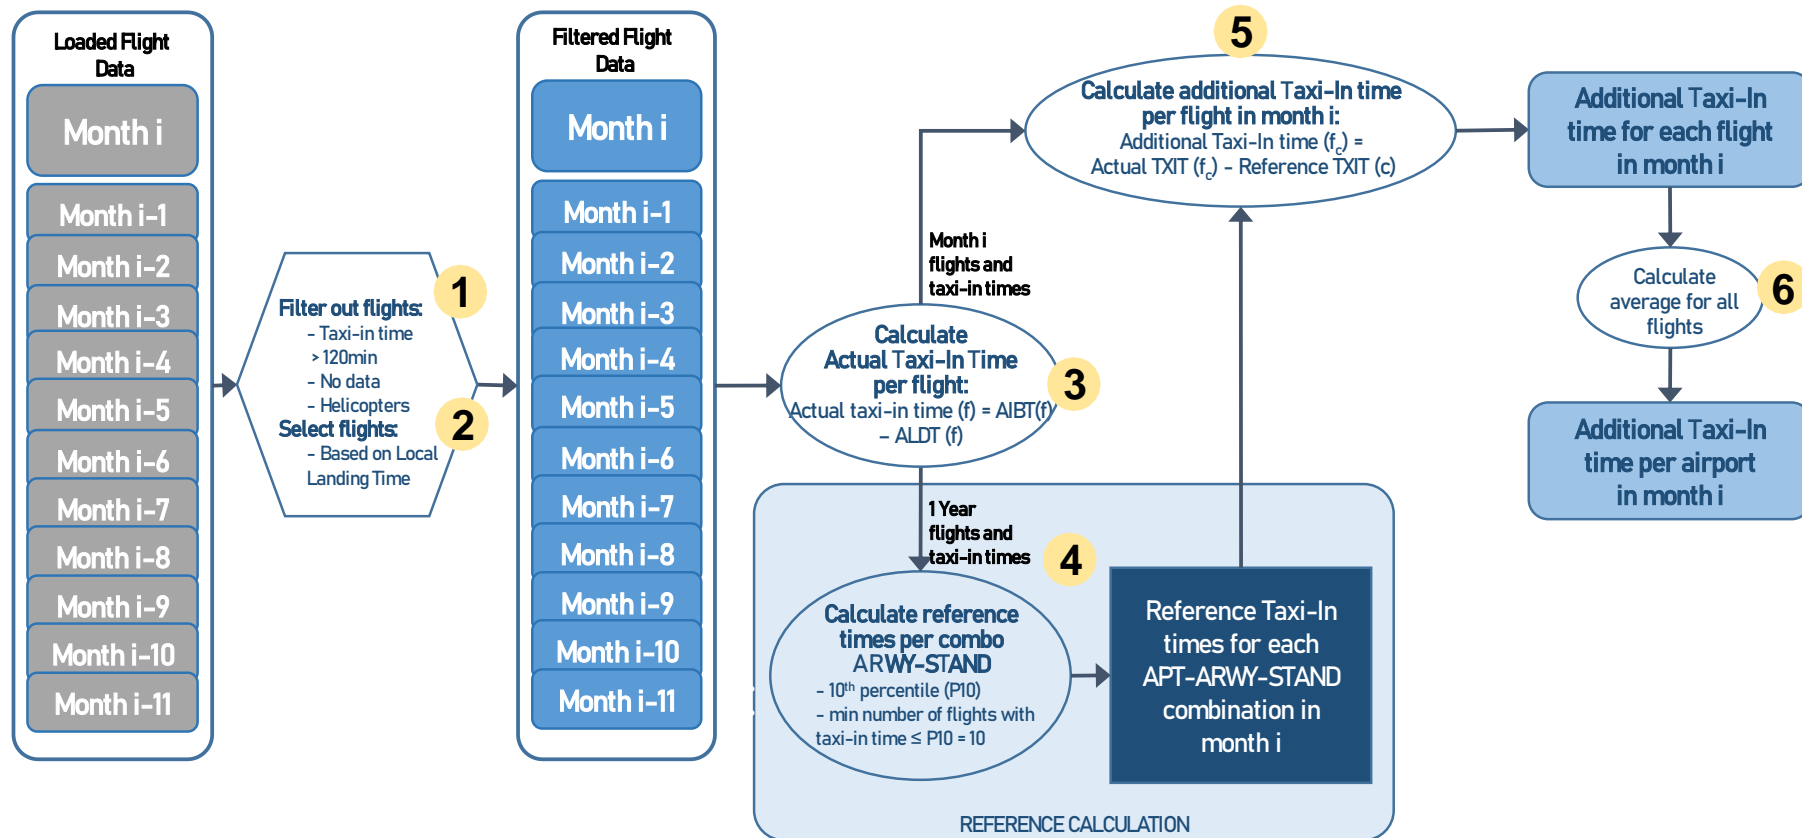 Loaded Flight
Data
Month i
Month i-1
Month i-2
Month i-3
Month i-4
Month i-5
Month i-6
Month i-7
Month i-8
Month i-9
Month i-10
Month i-11
1
Filter out flights:
- Taxi-in time
> 120min
- No data
- Helicopters
2
Select flights:
- Based on Local
Landing Time
Filtered Flight
Data
Month i
Month i-1
Month i-2
Month i-3
Month i-4
Month i-5
Month i-6
Month i-7
Month i-8
Month i-9
Month i-10
Month i-11
3
Calculate
Actual Taxi-In Time
per flight:
Actual taxi-in time (f) = AIBT(f)
- ALDT (f)
Month i
flights and
taxi-in times
1 Year
flights and
taxi-in times
4
Calculate reference
times per combo
ARWY-STAND
- 10th percentile (P10)
- min number of flights with
taxi-in time ≤ P10 = 10
Reference Taxi-In
times for each
APT-ARWY-STAND
combination in
month i
REFERENCE CALCULATION
5
Calculate additional Taxi-In time
per flight in month i:
Additional Taxi-In time (fc) =
Actual TXIT (fc) - Reference TXIT (c)
Additional Taxi-In
time for each flight
in month i
6
Calculate
average for all
flights
Additional Taxi-In
time per airport
in month i